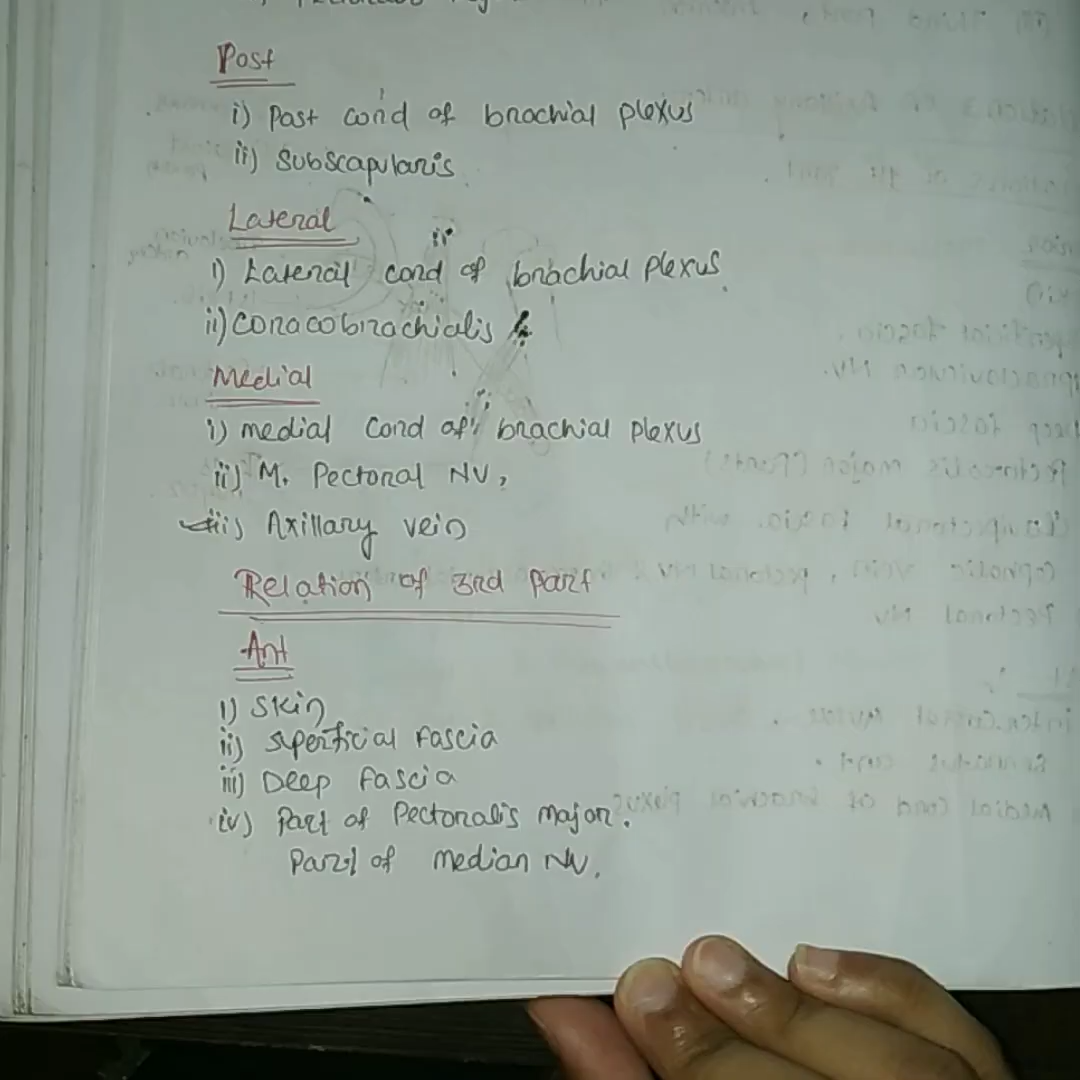 Post
i) Post cord of brachial plexus
ii) Subscapularis
Lateral
i) Lateral cord of brachial plexus
ii) Coracobrachialis
Medial
i) medial cord of brachial plexus
ii) M. Pectoral NV,
iii) Axillary vein
Relation of 3rd part
Ant
i) Skin
ii) Superficial Fascia
iii) Deep fascia
iv) Part of Pectoralis major.
Part of median NV.